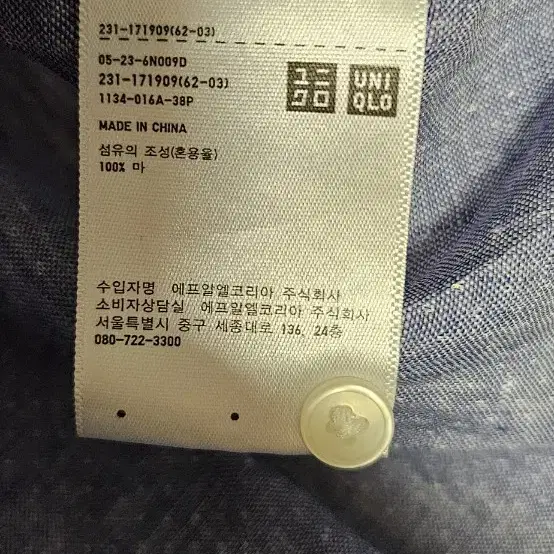 231-171909(62-03)
05-23-6N009D
231-171909(62-03)
1134-016A-38P
ユニ
クロ
UNI
QLO
MADE IN CHINA
섬유의 조성(혼용율)
100% 마
수입자명 에프알엘코리아 주식회사
소비자상담실 에프알엘코리아 주식회사
서울특별시 중구 세종대로 136, 24층
080-722-3300